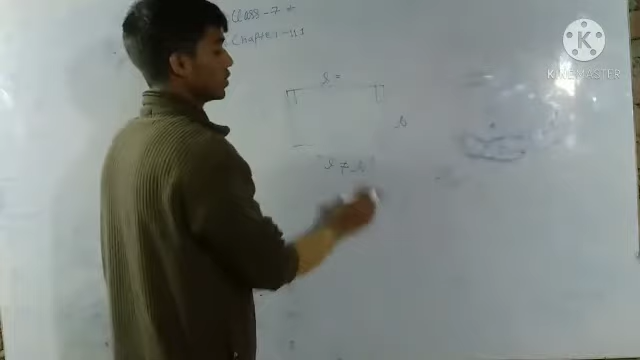 Class-7
Chapter-11
l =
b
l ≠ b
KINEMASTER